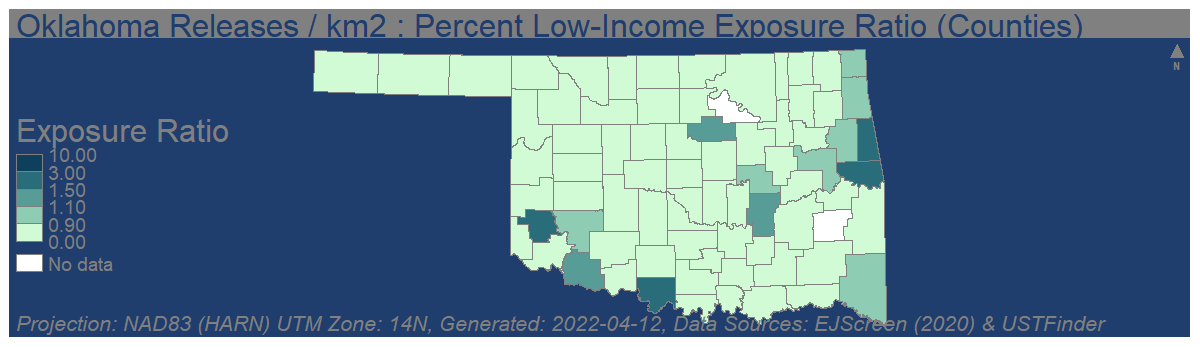 Oklahoma Releases / km2 : Percent Low-Income Exposure Ratio (Counties)
N
Exposure Ratio
10.00
3.00
1.50
1.10
0.90
0.00
No data
Projection: NAD83 (HARN) UTM Zone: 14N, Generated: 2022-04-12, Data Sources: EJScreen (2020) & USTFinder